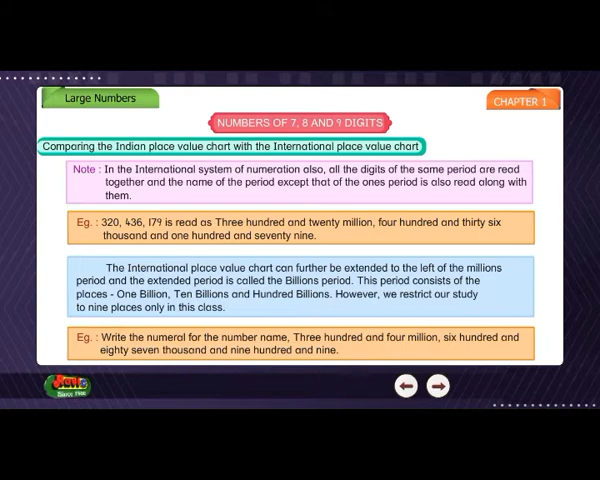 Large Numbers
CHAPTER 1
NUMBERS OF 7, 8 AND 9 DIGITS
Comparing the Indian place value chart with the International place value chart
Note : In the International system of numeration also, all the digits of the same period are read
together and the name of the period except that of the ones period is also read along with
them.
Eg. : 320, 436, 179 is read as Three hundred and twenty million, four hundred and thirty six
thousand and one hundred and seventy nine.
The International place value chart can further be extended to the left of the millions
period and the extended period is called the Billions period. This period consists of the
places - One Billion, Ten Billions and Hundred Billions. However, we restrict our study
to nine places only in this class.
Eg. : Write the numeral for the number name, Three hundred and four million, six hundred and
eighty seven thousand and nine hundred and nine.